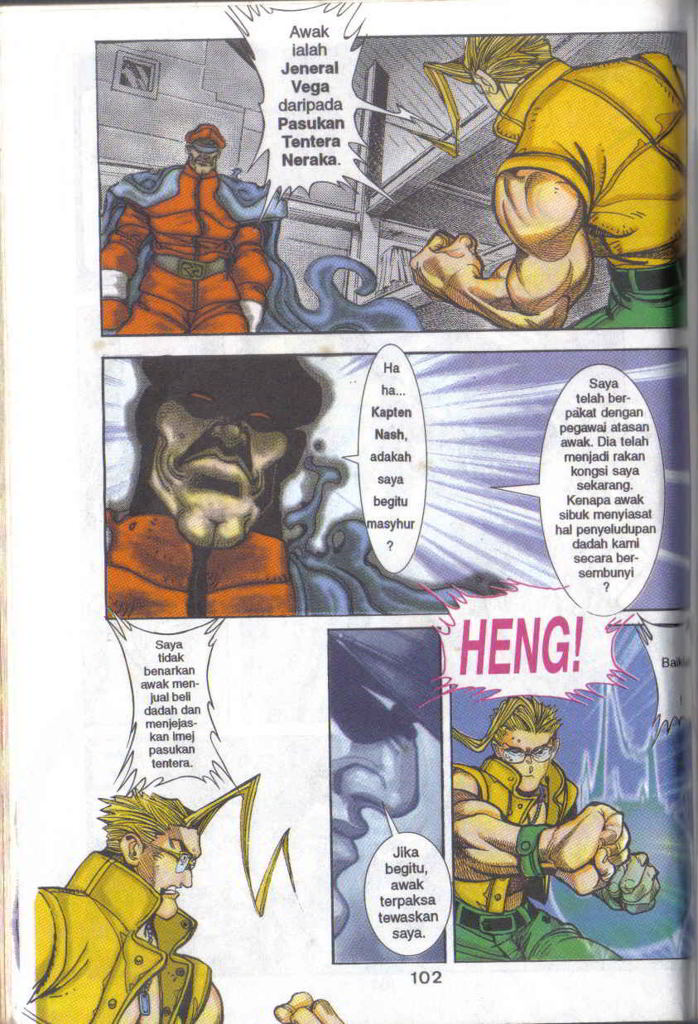 Awak
ialah
Jeneral
Vega
daripada
Pasukan
Tentera
Neraka.
Ha
ha...
Kapten
Nash,
adakah
saya
begitu
masyhur
?
Saya
telah ber-
pakat dengan
pegawai atasan
awak. Dia telah
menjadi rakan
kongsi saya
sekarang.
Kenapa awak
sibuk menyiasat
hal penyeludupan
dadah kami
secara ber-
sembunyi
?
Saya
tidak
benarkan
awak men-
jual beli
dadah dan
menjejas-
kan imej
pasukan
tentera.
Jika
begitu,
awak
terpaksa
tewaskan
saya.
HENG!
102